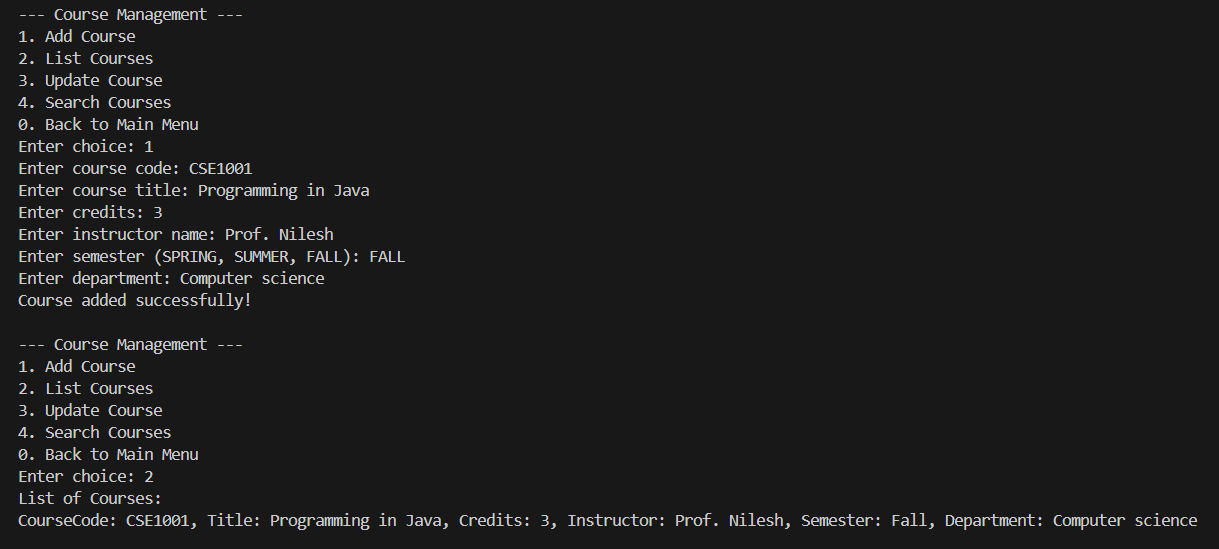 --- Course Management ---
1. Add Course
2. List Courses
3. Update Course
4. Search Courses
0. Back to Main Menu
Enter choice: 1
Enter course code: CSE1001
Enter course title: Programming in Java
Enter credits: 3
Enter instructor name: Prof. Nilesh
Enter semester (SPRING, SUMMER, FALL): FALL
Enter department: Computer science
Course added successfully!
--- Course Management ---
1. Add Course
2. List Courses
3. Update Course
4. Search Courses
0. Back to Main Menu
Enter choice: 2
List of Courses:
CourseCode: CSE1001, Title: Programming in Java, Credits: 3, Instructor: Prof. Nilesh, Semester: Fall, Department: Computer science